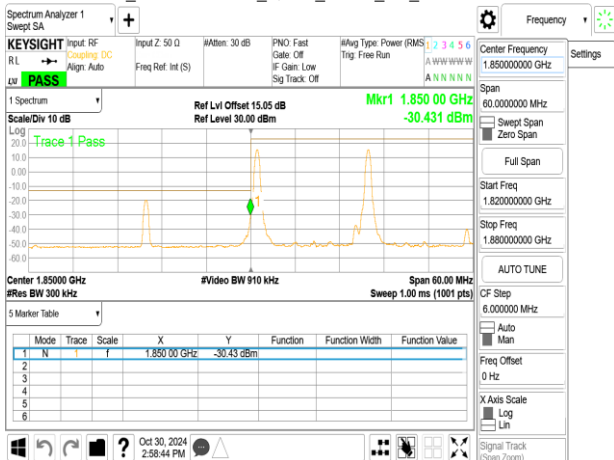 Spectrum Analyzer 1
Swept SA
Frequency
Settings
KEYSIGHT
RL
PASS
Input: RF
Coupling: DC
Align: Auto
Input Z: 50 Ω
Freq Ref: Int (S)
#Atten: 30 dB
PNO: Fast
Gate: Off
IF Gain: Low
Sig Track: Off
#Avg Type: Power (RMS
Trig: Free Run
1 2 3 4 5 6
A W W W W W
A N N N N N
1 Spectrum
Scale/Div 10 dB
Log
Ref Lvl Offset 15.05 dB
Ref Level 30.00 dBm
Mkr1 1.850 00 GHz
-30.431 dBm
Trace 1 Pass
20.0
10.0
0.00
-10.0
-20.0
-30.0
-40.0
-50.0
-60.0
1
Center 1.85000 GHz
#Res BW 300 kHz
#Video BW 910 kHz
Span 60.00 MHz
Sweep 1.00 ms (1001 pts)
5 Marker Table
Mode Trace Scale X Y Function Function Width Function Value
1 N 1 f 1.850 00 GHz -30.43 dBm
2
3
4
5
6
Center Frequency
1.850000000 GHz
Span
60.0000000 MHz
Swept Span
Zero Span
Full Span
Start Freq
1.820000000 GHz
Stop Freq
1.880000000 GHz
AUTO TUNE
CF Step
6.000000 MHz
Auto
Man
Freq Offset
0 Hz
X Axis Scale
Log
Lin
Signal Track
(Span Zoom)
?
Oct 30, 2024
2:58:44 PM